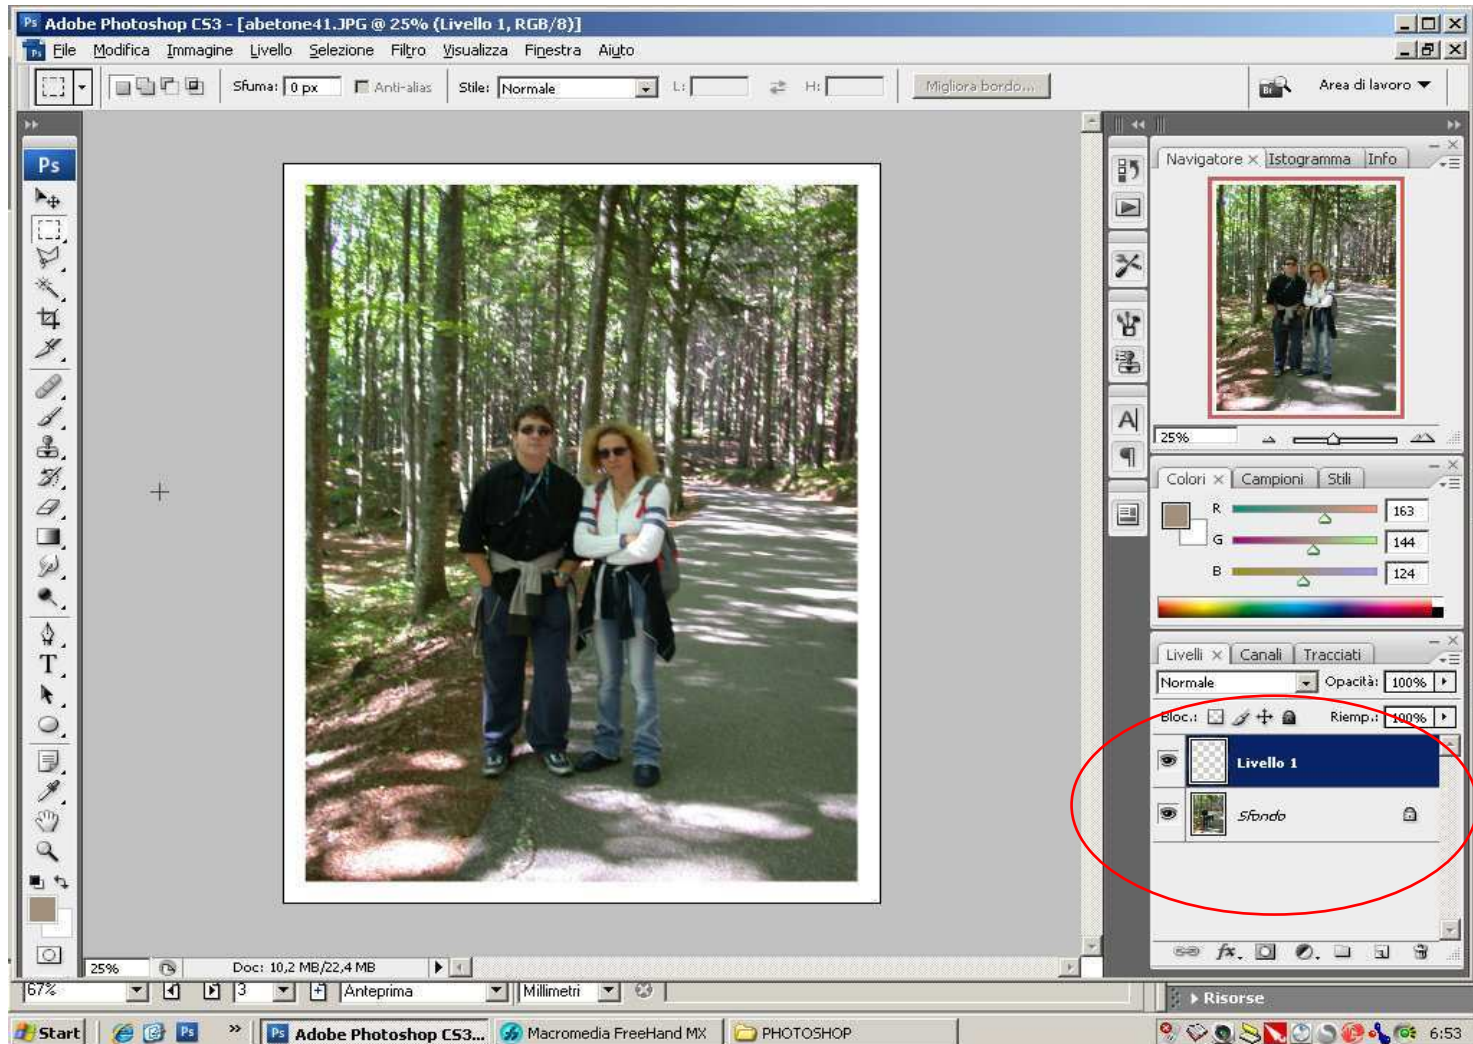 Ps Adobe Photoshop CS3 - [abetone41.JPG @ 25% (Livello 1, RGB/8)]
File Modifica Immagine Livello Selezione Filtro Visualizza Finestra Aiuto
Sfuma: 0 px Anti-alias Stile: Normale L: H: Migliora bordo... Br Area di lavoro
Ps
Navigatore Istogramma Info
25%
Colori Campioni Stili
R 163
G 144
B 124
Livelli Canali Tracciati
Normale Opacità: 100%
Bloc.: Riemp.: 100%
Livello 1
Sfondo
25% Doc: 10,2 MB/22,4 MB
67% 3 Anteprima Millimetri Risorse
Start Ps » Ps Adobe Photoshop CS3... Macromedia FreeHand MX PHOTOSHOP 6:53